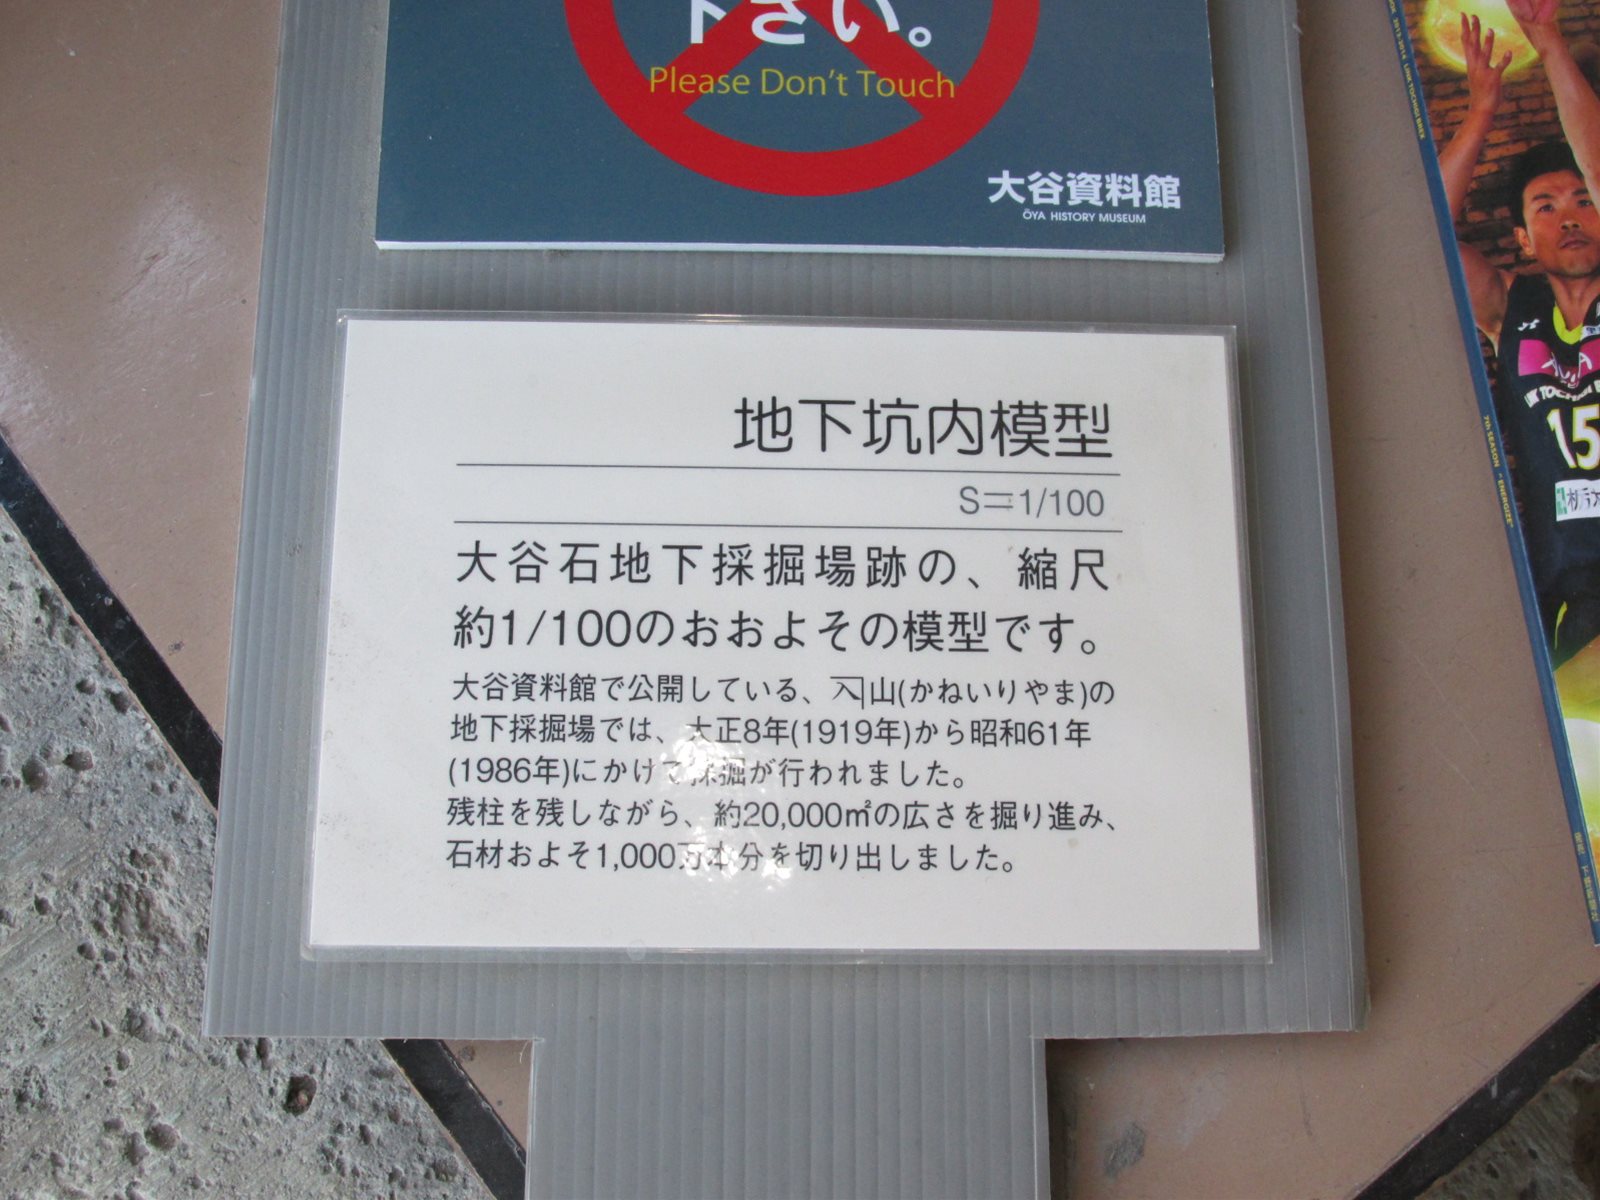 下さい。
Please Don't Touch
大谷資料館
ŌYA HISTORY MUSEUM
地下坑内模型
S=1/100
大谷石地下採掘場跡の、縮尺
約1/100のおおよその模型です。
大谷資料館で公開している、入山(かねいりやま)の
地下採掘場では、大正8年(1919年)から昭和61年
(1986年)にかけて採掘が行われました。
残柱を残しながら、約20,000㎡の広さを掘り進み、
石材およそ1,000万本分を切り出しました。
2013-2014 LINK TOCHIGI BREX
7th SEASON "ENERGIZE"
15